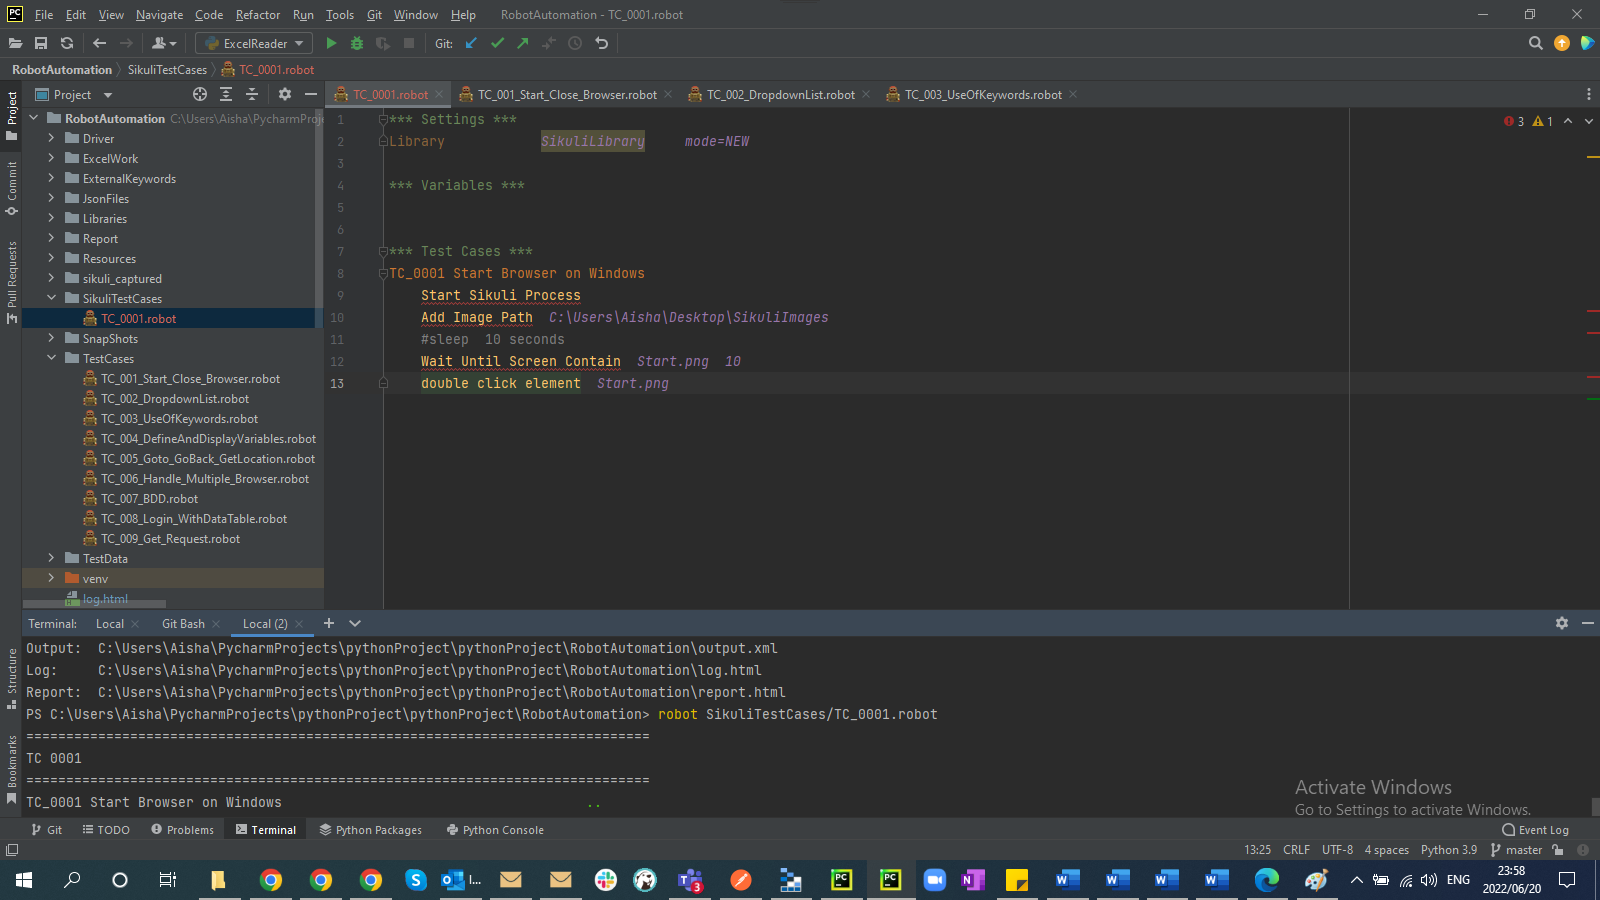 PC File Edit View Navigate Code Refactor Run Tools Git Window Help RobotAutomation - TC_0001.robot
ExcelReader Git:
RobotAutomation SikuliTestCases TC_0001.robot
Project TC_0001.robot TC_001_Start_Close_Browser.robot TC_002_DropdownList.robot TC_003_UseOfKeywords.robot
Project
Commit
Pull Requests
Structure
Bookmarks
RobotAutomation C:\Users\Aisha\PycharmProje
Driver
ExcelWork
ExternalKeywords
JsonFiles
Libraries
Report
Resources
sikuli_captured
SikuliTestCases
TC_0001.robot
SnapShots
TestCases
TC_001_Start_Close_Browser.robot
TC_002_DropdownList.robot
TC_003_UseOfKeywords.robot
TC_004_DefineAndDisplayVariables.robot
TC_005_Goto_GoBack_GetLocation.robot
TC_006_Handle_Multiple_Browser.robot
TC_007_BDD.robot
TC_008_Login_WithDataTable.robot
TC_009_Get_Request.robot
TestData
venv
log.html
1 *** Settings *** 3 1
2 Library SikuliLibrary mode=NEW
3
4 *** Variables ***
5
6
7 *** Test Cases ***
8 TC_0001 Start Browser on Windows
9 Start Sikuli Process
10 Add Image Path C:\Users\Aisha\Desktop\SikuliImages
11 #sleep 10 seconds
12 Wait Until Screen Contain Start.png 10
13 double click element Start.png
Terminal: Local Git Bash Local (2)
Output: C:\Users\Aisha\PycharmProjects\pythonProject\pythonProject\RobotAutomation\output.xml
Log: C:\Users\Aisha\PycharmProjects\pythonProject\pythonProject\RobotAutomation\log.html
Report: C:\Users\Aisha\PycharmProjects\pythonProject\pythonProject\RobotAutomation\report.html
PS C:\Users\Aisha\PycharmProjects\pythonProject\pythonProject\RobotAutomation> robot SikuliTestCases/TC_0001.robot
==============================================================================
TC 0001
==============================================================================
TC_0001 Start Browser on Windows ..
Activate Windows
Go to Settings to activate Windows.
Git TODO Problems Terminal Python Packages Python Console Event Log
13:25 CRLF UTF-8 4 spaces Python 3.9 master
I... 3 PC PC ENG 23:58
2022/06/20